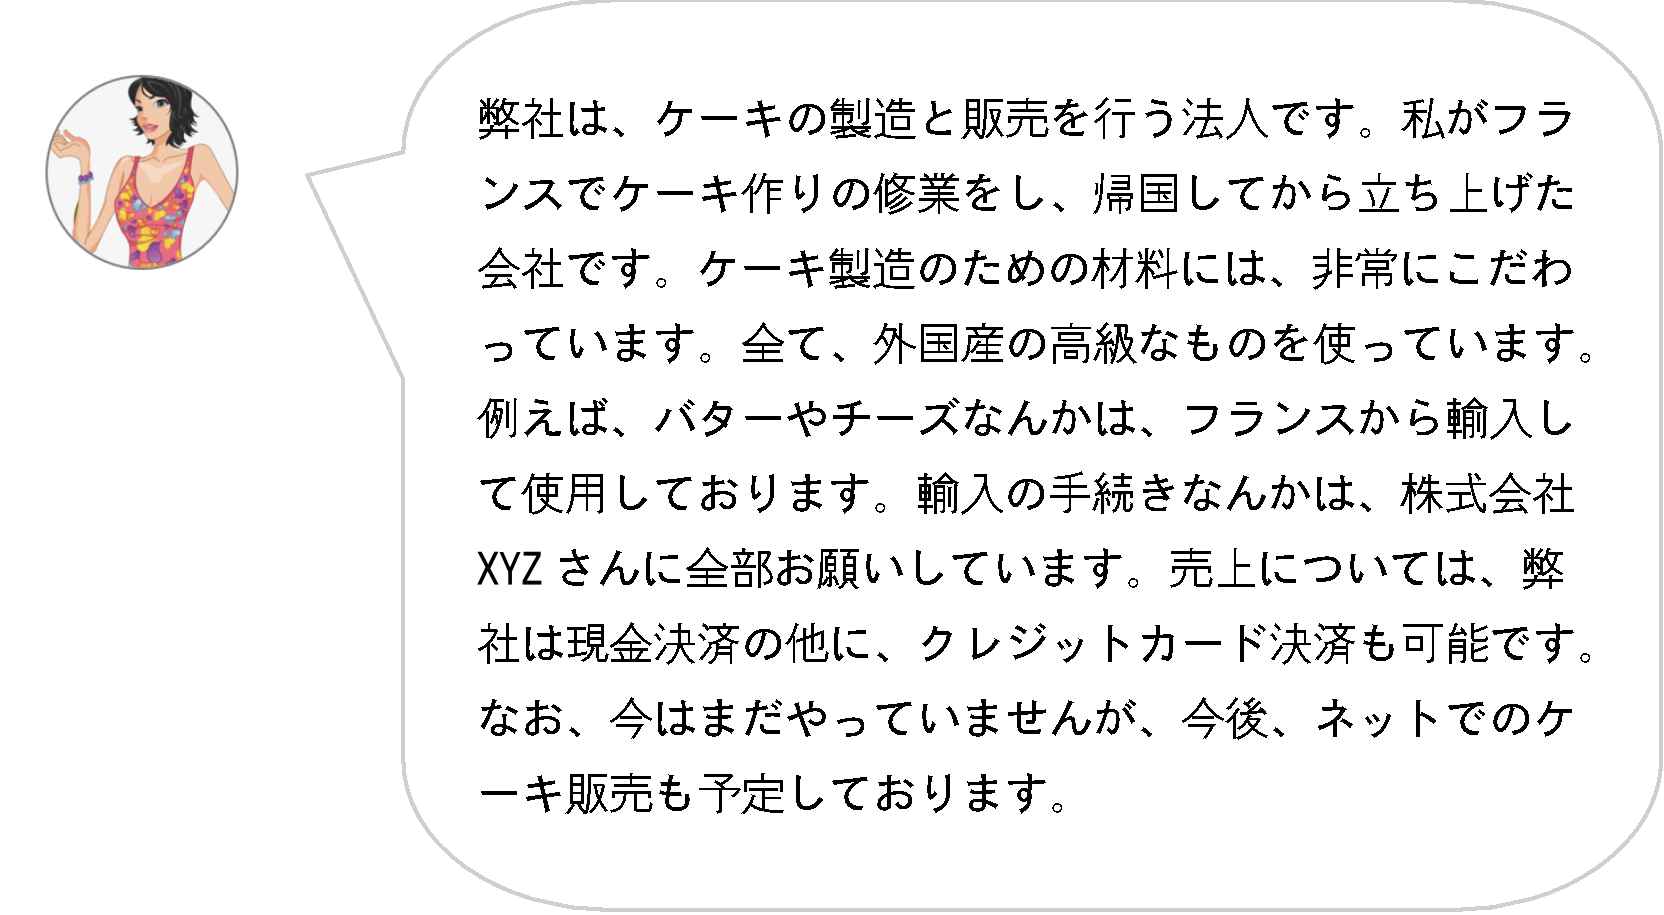 弊社は、ケーキの製造と販売を行う法人です。私がフラ
ンスでケーキ作りの修業をし、帰国してから立ち上げた
会社です。ケーキ製造のための材料には、非常にこだわ
っています。全て、外国産の高級なものを使っています。
例えば、バターやチーズなんかは、フランスから輸入し
て使用しております。輸入の手続きなんかは、株式会社
XYZ さんに全部お願いしています。売上については、弊
社は現金決済の他に、クレジットカード決済も可能です。
なお、今はまだやっていませんが、今後、ネットでのケ
ーキ販売も予定しております。